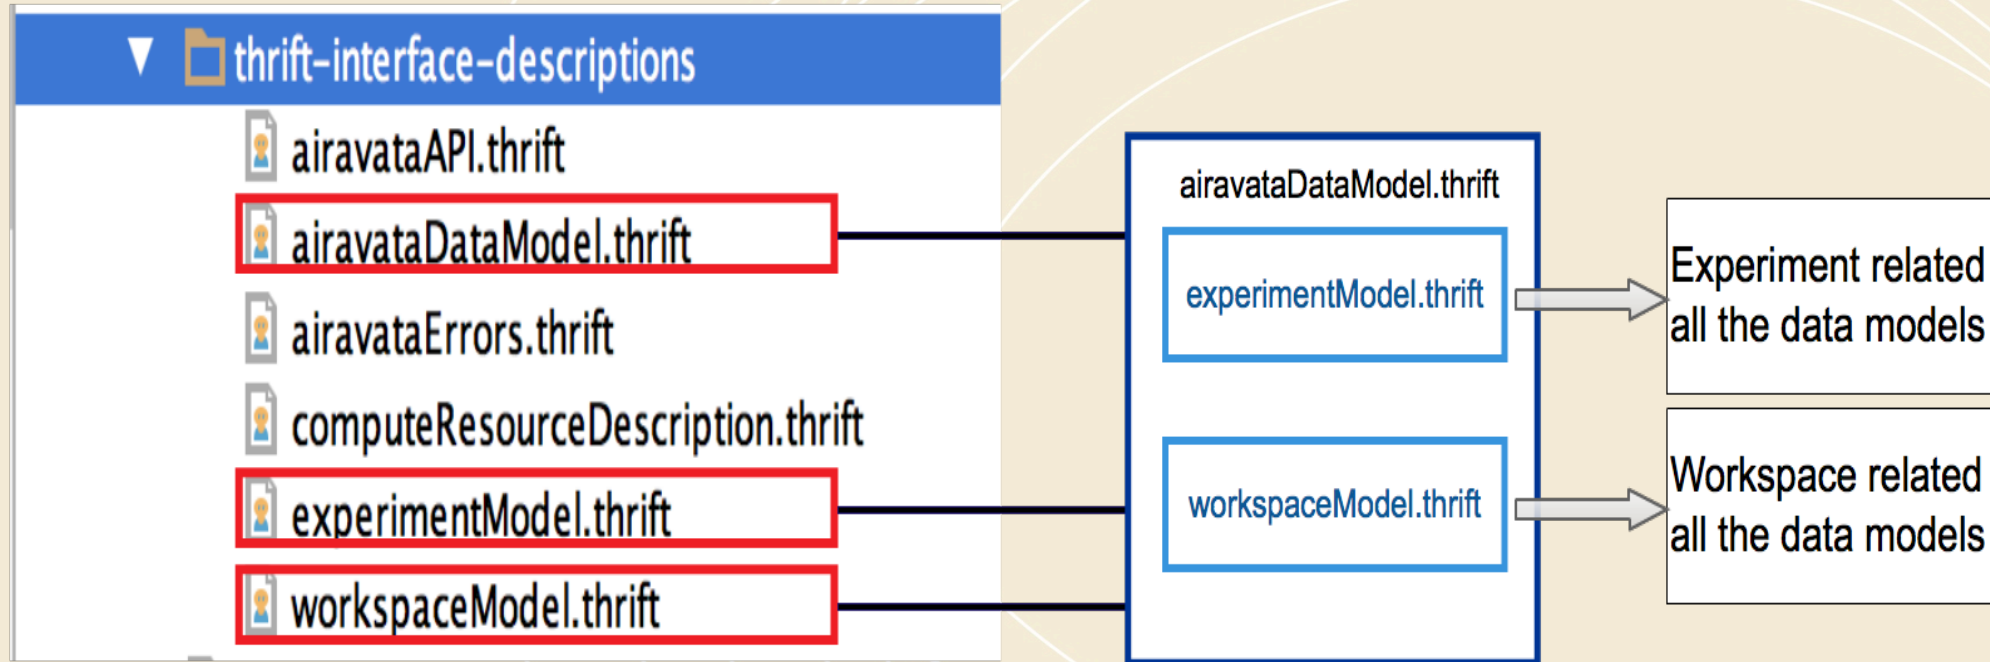 thrift-interface-descriptions
airavataAPI.thrift
airavataDataModel.thrift
airavataErrors.thrift
computeResourceDescription.thrift
experimentModel.thrift
workspaceModel.thrift
airavataDataModel.thrift
experimentModel.thrift
workspaceModel.thrift
Experiment related
all the data models
Workspace related
all the data models